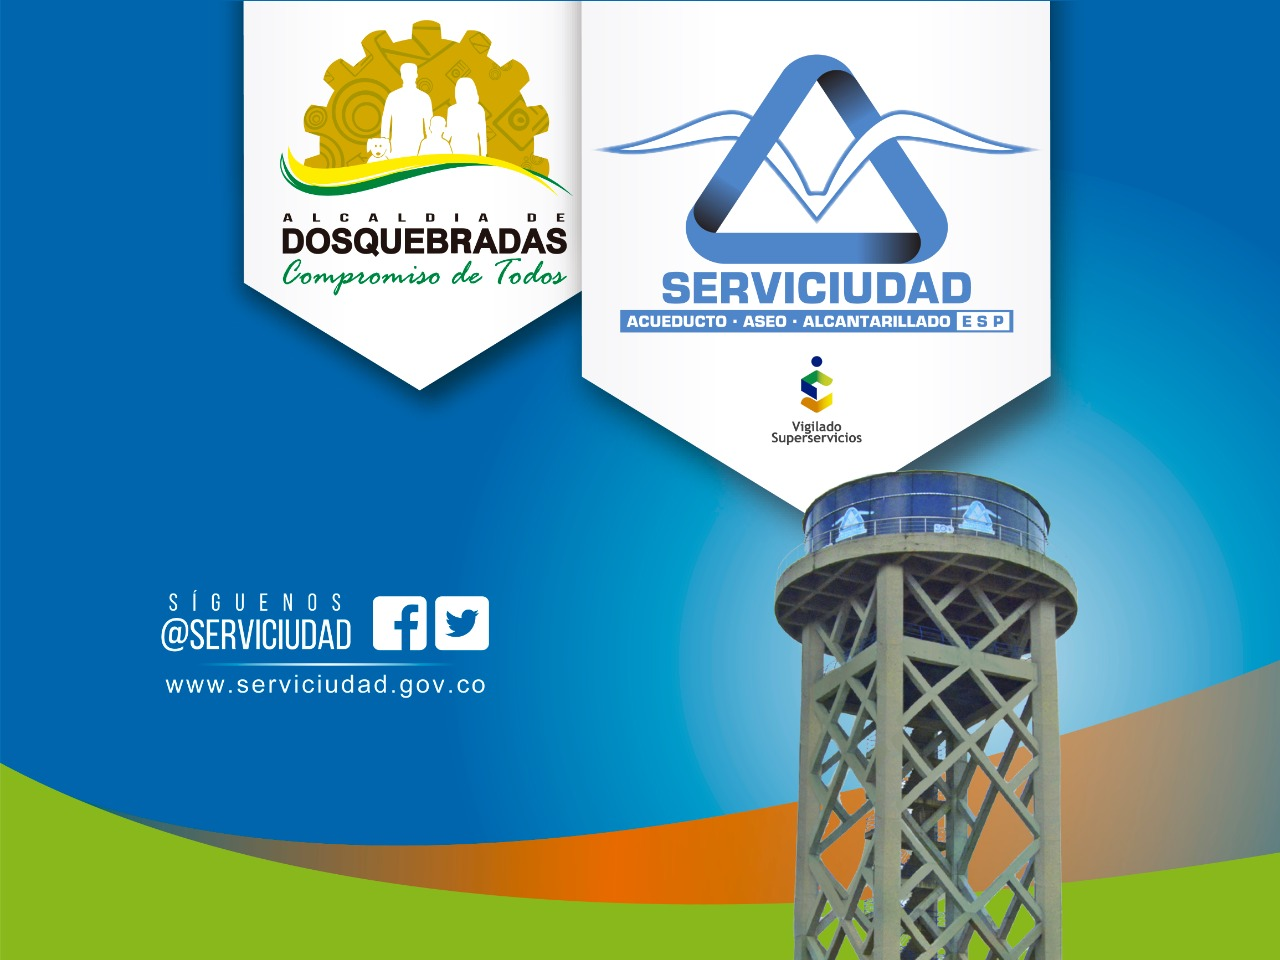 ALCALDIA DE
DOSQUEBRADAS
Compromiso de Todos
SERVICIUDAD
ACUEDUCTO · ASEO · ALCANTARILLADO ESP
Vigilado
Superservicios
SÍGUENOS
@SERVICIUDAD
www.serviciudad.gov.co